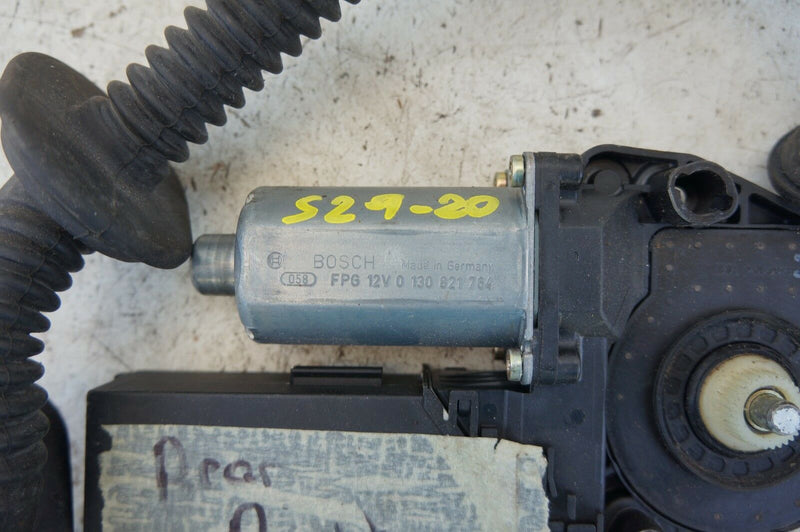 S29-20
BOSCH Made in Germany
058 FPG 12V 0 130 821 764
Rear